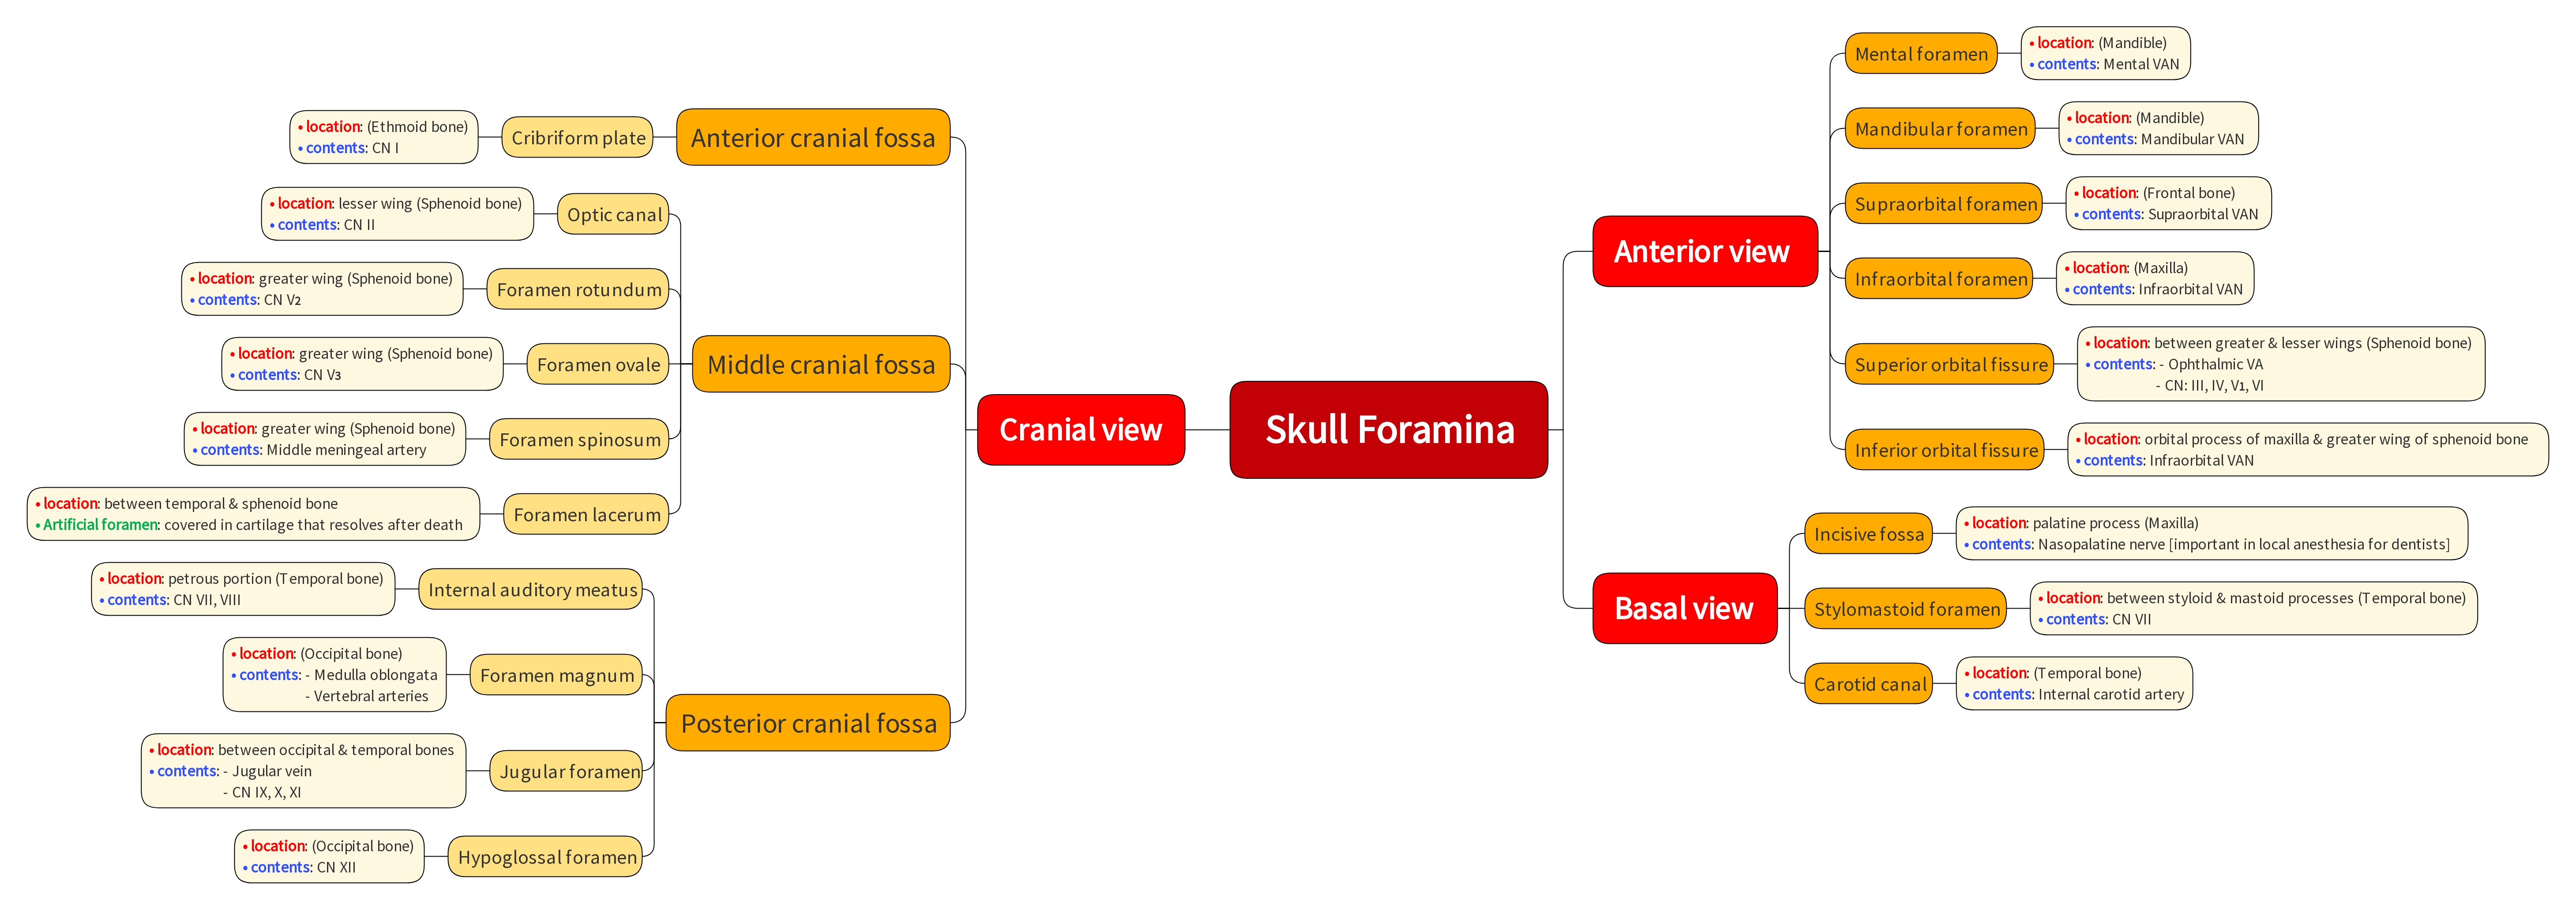 Skull Foramina
Cranial view
Anterior cranial fossa
Cribriform plate
• location: (Ethmoid bone)
• contents: CN I
Middle cranial fossa
Optic canal
• location: lesser wing (Sphenoid bone)
• contents: CN II
Foramen rotundum
• location: greater wing (Sphenoid bone)
• contents: CN V2
Foramen ovale
• location: greater wing (Sphenoid bone)
• contents: CN V3
Foramen spinosum
• location: greater wing (Sphenoid bone)
• contents: Middle meningeal artery
Foramen lacerum
• location: between temporal & sphenoid bone
• Artificial foramen: covered in cartilage that resolves after death
Posterior cranial fossa
Internal auditory meatus
• location: petrous portion (Temporal bone)
• contents: CN VII, VIII
Foramen magnum
• location: (Occipital bone)
• contents: - Medulla oblongata
- Vertebral arteries
Jugular foramen
• location: between occipital & temporal bones
• contents: - Jugular vein
- CN IX, X, XI
Hypoglossal foramen
• location: (Occipital bone)
• contents: CN XII
Anterior view
Mental foramen
• location: (Mandible)
• contents: Mental VAN
Mandibular foramen
• location: (Mandible)
• contents: Mandibular VAN
Supraorbital foramen
• location: (Frontal bone)
• contents: Supraorbital VAN
Infraorbital foramen
• location: (Maxilla)
• contents: Infraorbital VAN
Superior orbital fissure
• location: between greater & lesser wings (Sphenoid bone)
• contents: - Ophthalmic VA
- CN: III, IV, V1, VI
Inferior orbital fissure
• location: orbital process of maxilla & greater wing of sphenoid bone
• contents: Infraorbital VAN
Basal view
Incisive fossa
• location: palatine process (Maxilla)
• contents: Nasopalatine nerve [important in local anesthesia for dentists]
Stylomastoid foramen
• location: between styloid & mastoid processes (Temporal bone)
• contents: CN VII
Carotid canal
• location: (Temporal bone)
• contents: Internal carotid artery